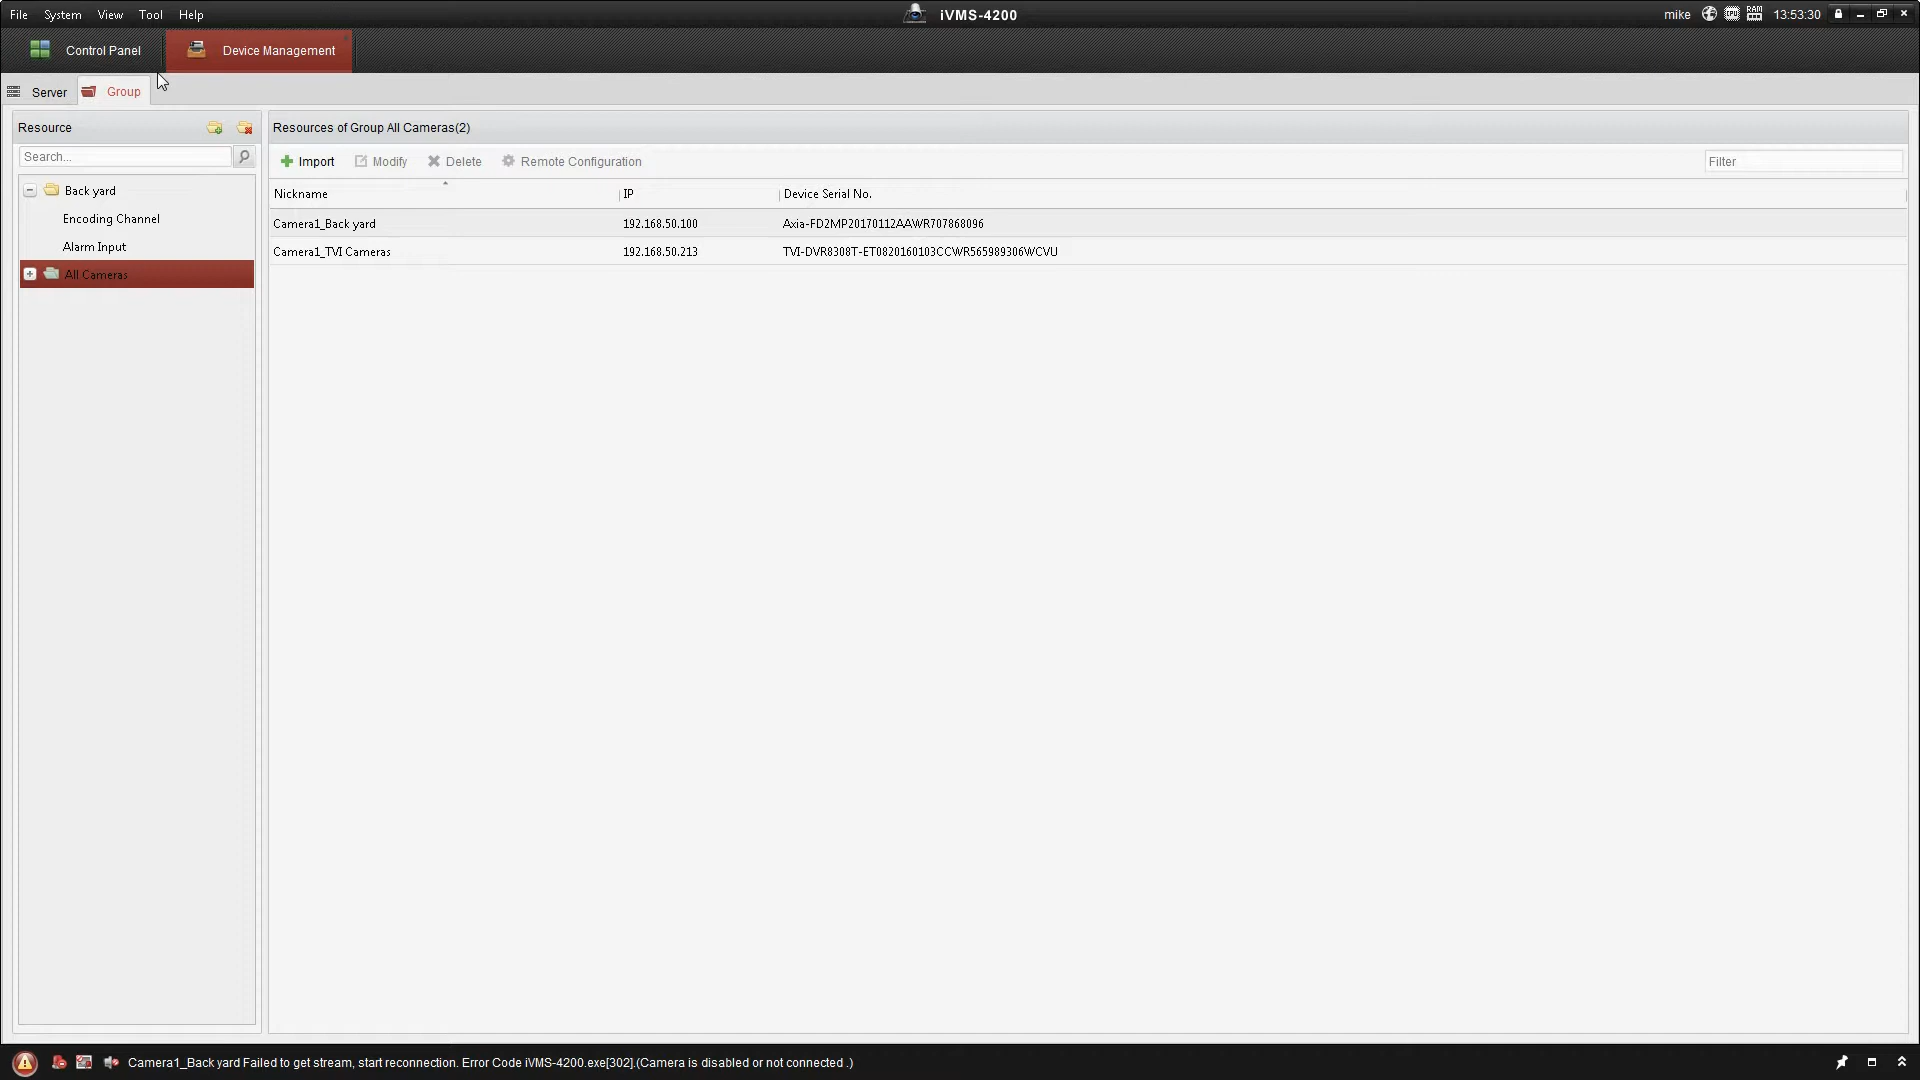 File System View Tool Help
iVMS-4200
mike RAM 13:53:30
Control Panel
Device Management
Server
Group
Resource
Search...
Back yard
Encoding Channel
Alarm Input
All Cameras
Resources of Group All Cameras(2)
Import Modify Delete Remote Configuration
Filter
Nickname IP Device Serial No.
Camera1_Back yard 192.168.50.100 Axia-FD2MP20170112AAWR707868096
Camera1_TVI Cameras 192.168.50.213 TVI-DVR8308T-ET0820160103CCWR565989306WCVU
Camera1_Back yard Failed to get stream, start reconnection. Error Code iVMS-4200.exe[302].(Camera is disabled or not connected .)